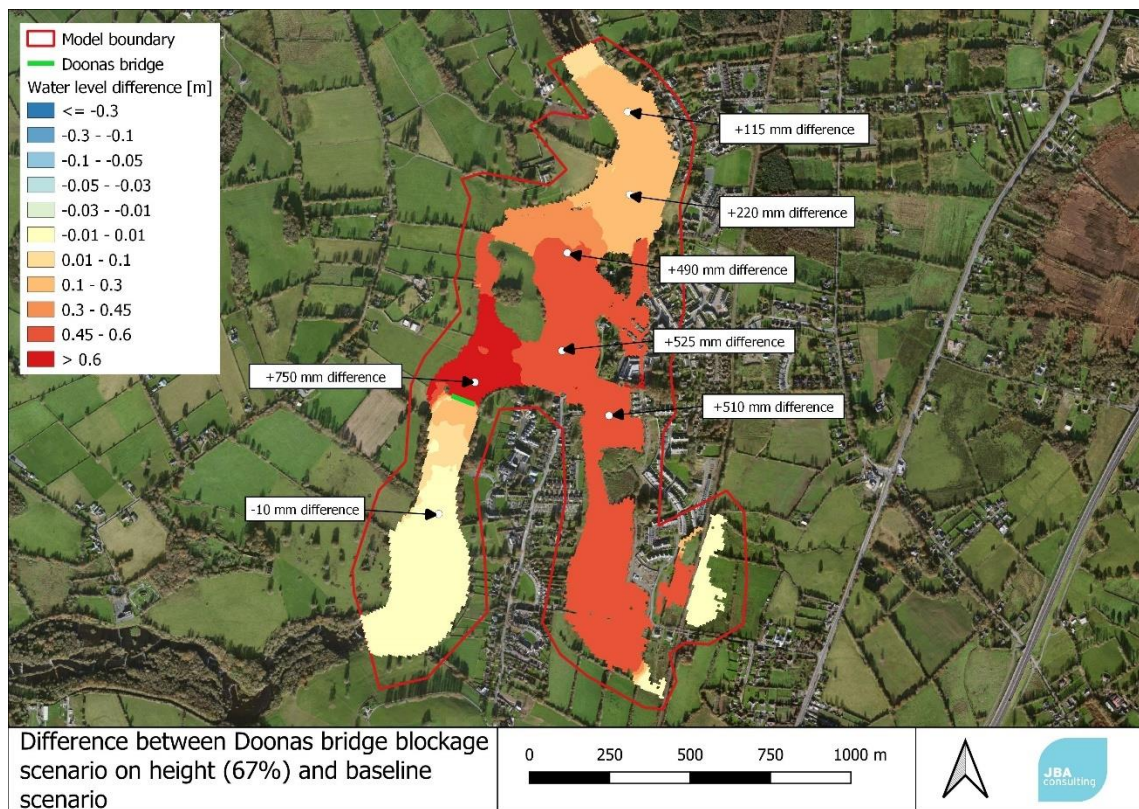 Model boundary
Doonas bridge
Water level difference [m]
<= -0.3
-0.3 - -0.1
-0.1 - -0.05
-0.05 - -0.03
-0.03 - -0.01
-0.01 - 0.01
0.01 - 0.1
0.1 - 0.3
0.3 - 0.45
0.45 - 0.6
> 0.6
+115 mm difference
+220 mm difference
+490 mm difference
+525 mm difference
+750 mm difference
+510 mm difference
-10 mm difference
Difference between Doonas bridge blockage
scenario on height (67%) and baseline
scenario
0 250 500 750 1000 m
JBA
consulting